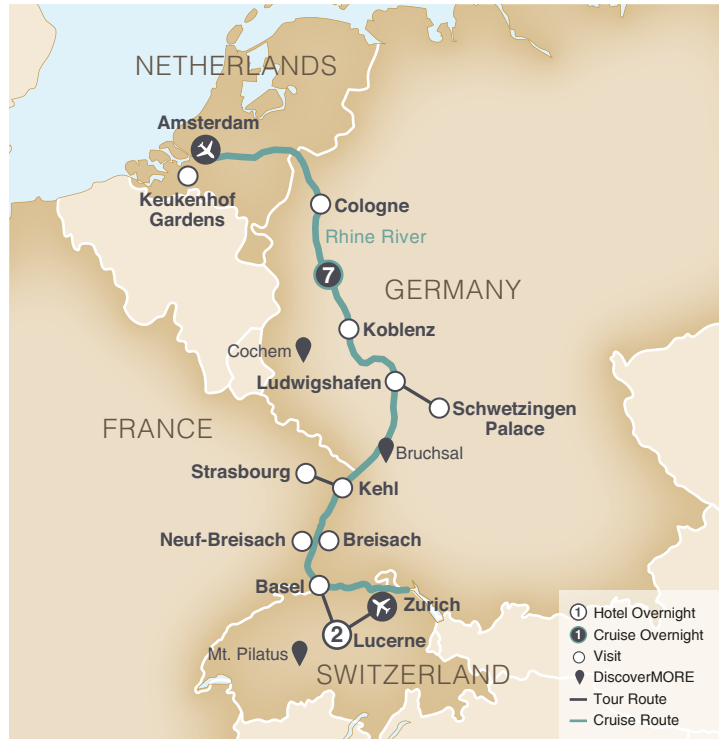 NETHERLANDS
Amsterdam
Keukenhof
Gardens
Cologne
Rhine River
7
GERMANY
Koblenz
Cochem
Ludwigshafen
Schwetzingen
Palace
FRANCE
Bruchsal
Strasbourg
Kehl
Neuf-Breisach
Breisach
Basel
Zurich
2
Lucerne
Mt. Pilatus
SWITZERLAND
1 Hotel Overnight
1 Cruise Overnight
Visit
DiscoverMORE
Tour Route
Cruise Route